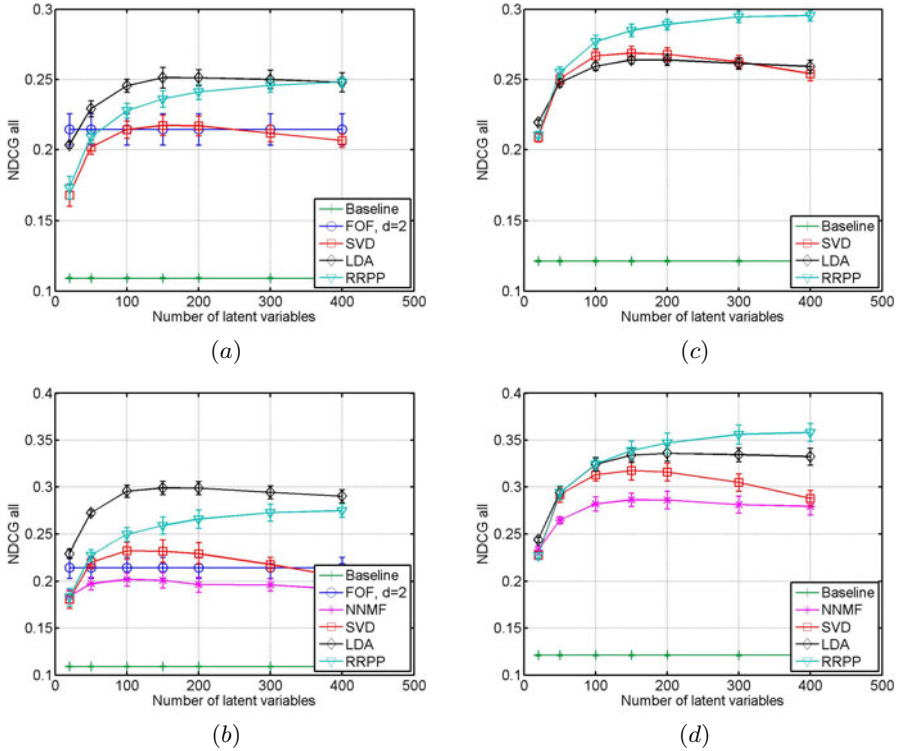 0.3
0.25
0.2
0.15
0.1
NDCG all
0 100 200 300 400 500
Number of latent variables
Baseline
FOF, d=2
SVD
LDA
RRPP
(a)
0.3
0.25
0.2
0.15
0.1
NDCG all
0 100 200 300 400 500
Number of latent variables
Baseline
SVD
LDA
RRPP
(c)
0.4
0.35
0.3
0.25
0.2
0.15
0.1
NDCG all
0 100 200 300 400 500
Number of latent variables
Baseline
FOF, d=2
NNMF
SVD
LDA
RRPP
(b)
0.4
0.35
0.3
0.25
0.2
0.15
0.1
NDCG all
0 100 200 300 400 500
Number of latent variables
Baseline
NNMF
SVD
LDA
RRPP
(d)